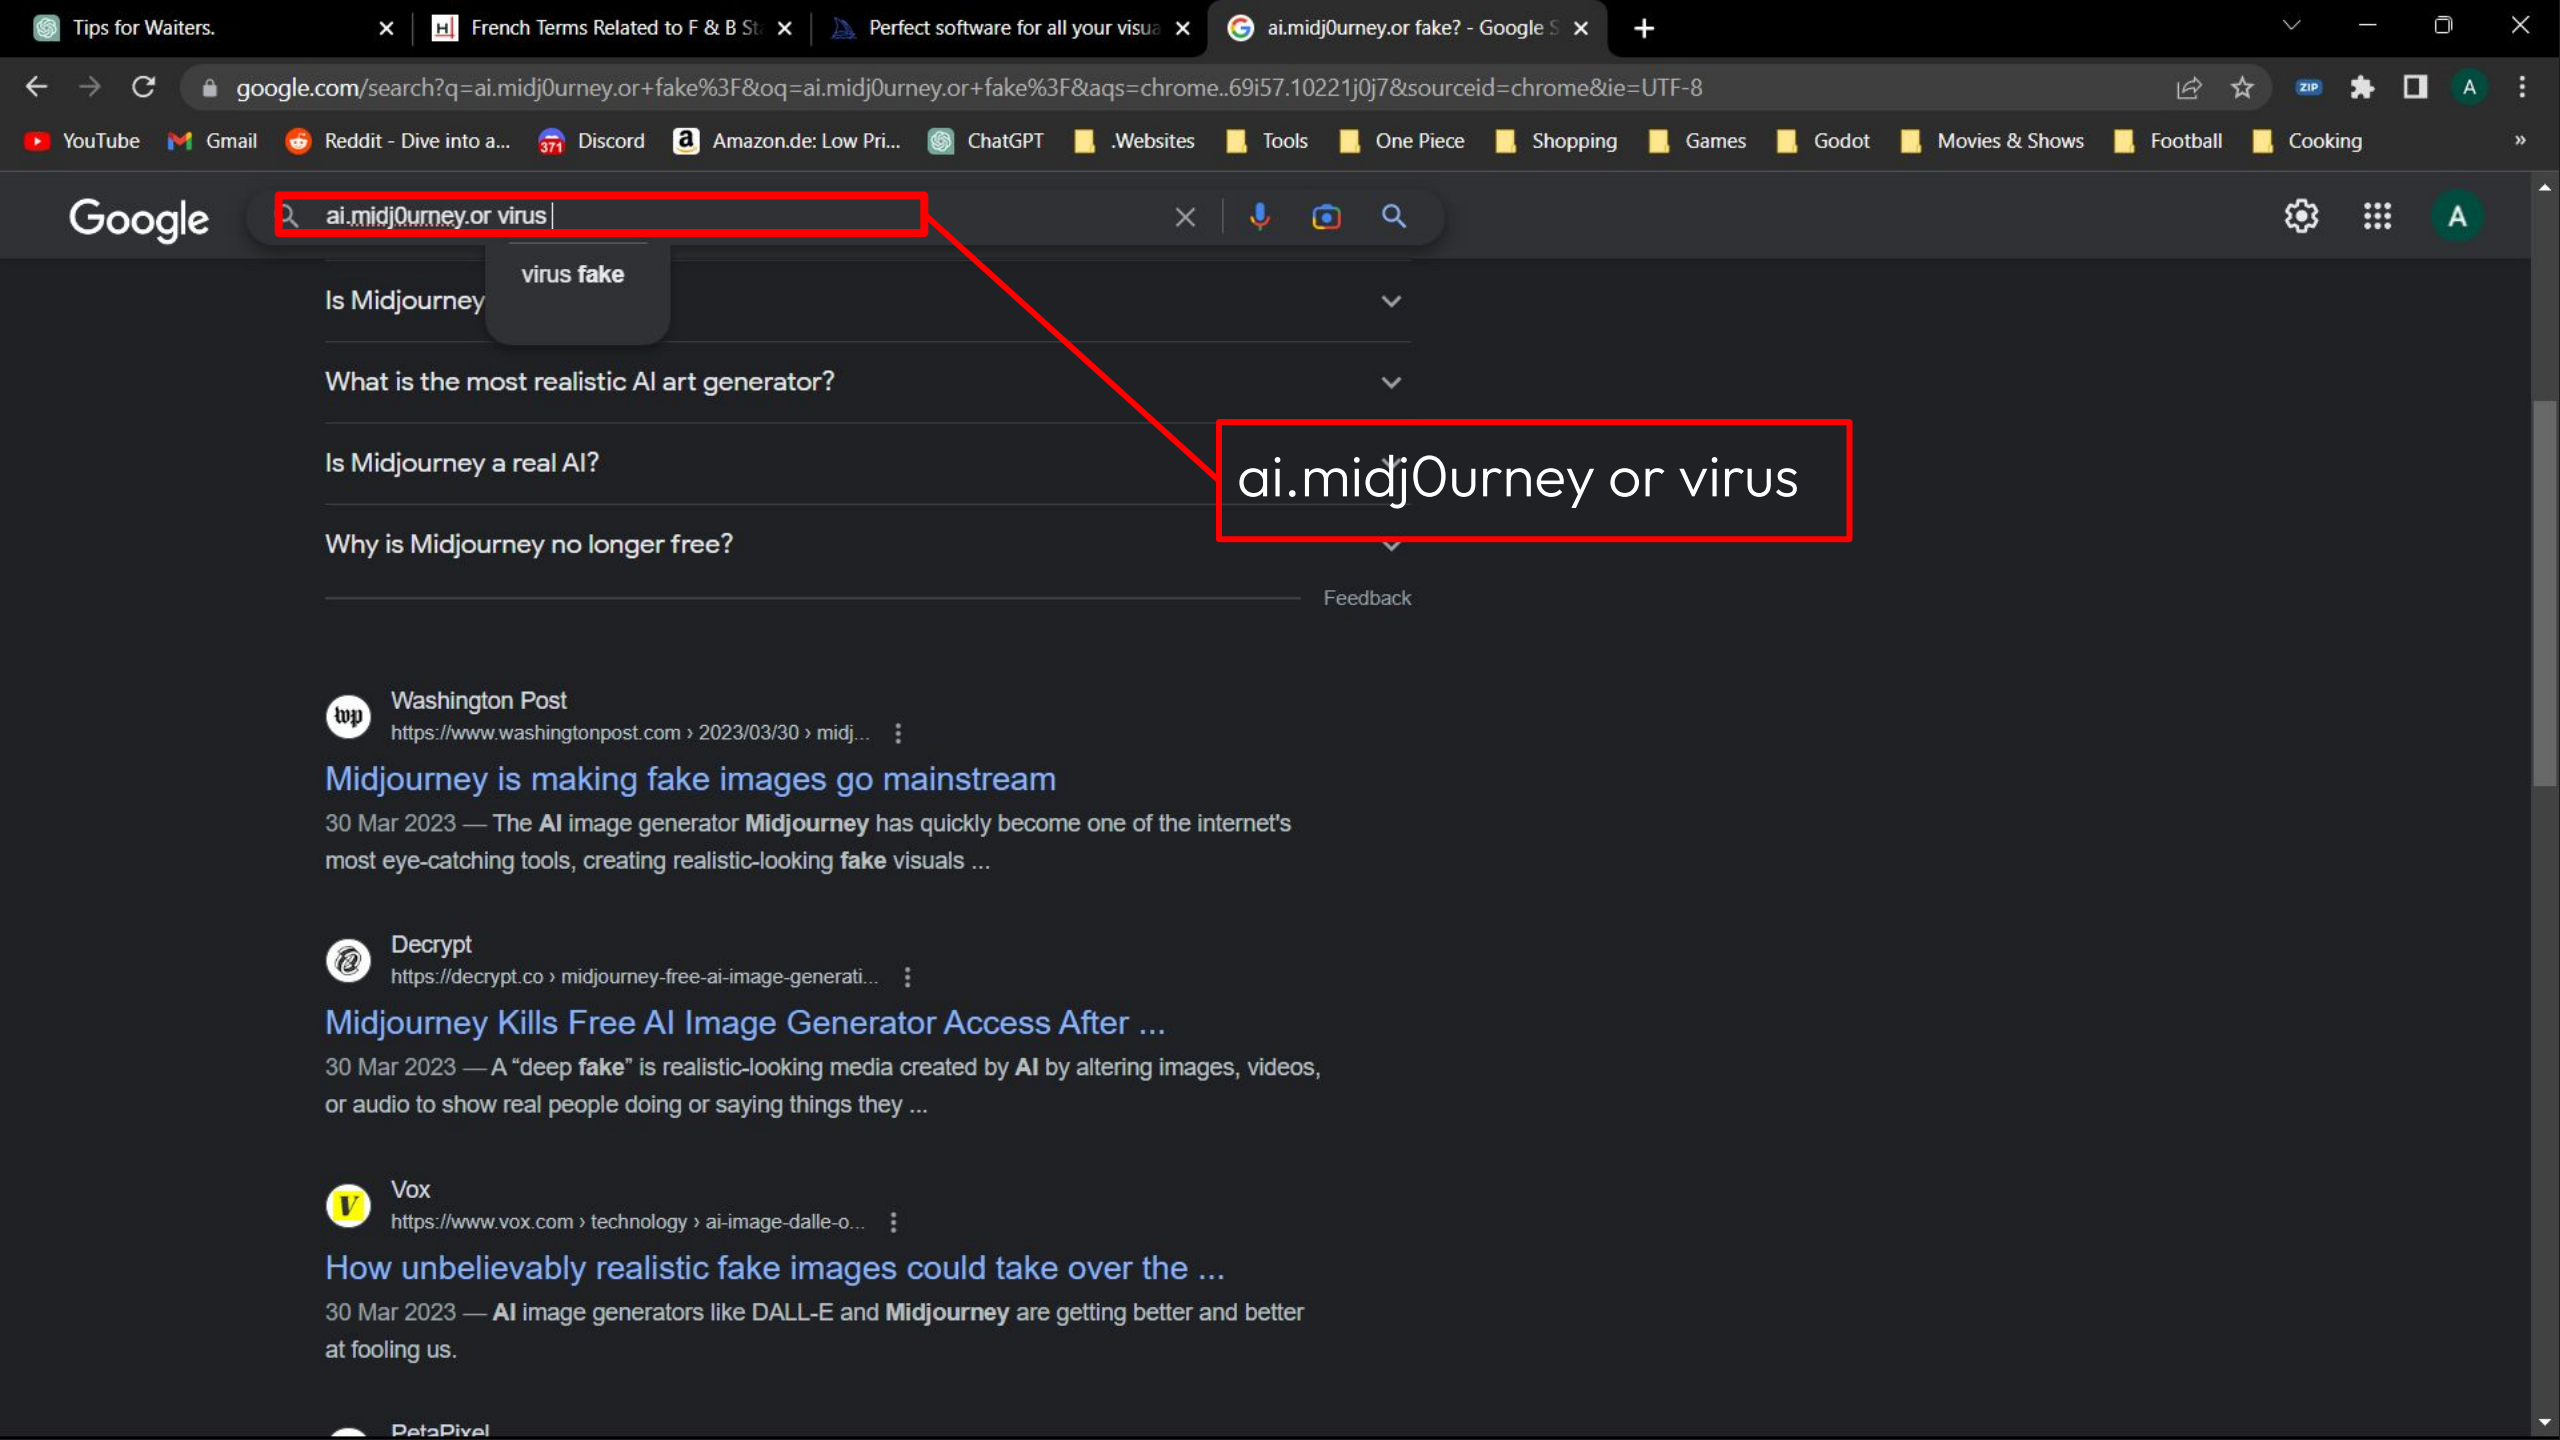 Tips for Waiters.
French Terms Related to F & B St
Perfect software for all your visua
ai.midj0urney.or fake? - Google S
google.com/search?q=ai.midj0urney.or+fake%3F&oq=ai.midj0urney.or+fake%3F&aqs=chrome..69i57.10221j0j7&sourceid=chrome&ie=UTF-8
ZIP
A
YouTube
Gmail
Reddit - Dive into a...
371
Discord
Amazon.de: Low Pri...
ChatGPT
.Websites
Tools
One Piece
Shopping
Games
Godot
Movies & Shows
Football
Cooking
»
Google
ai.midj0urney.or virus
A
virus fake
Is Midjourney
What is the most realistic AI art generator?
Is Midjourney a real AI?
ai.midj0urney or virus
Why is Midjourney no longer free?
Feedback
Washington Post
https://www.washingtonpost.com › 2023/03/30 › midj...
Midjourney is making fake images go mainstream
30 Mar 2023 — The AI image generator Midjourney has quickly become one of the internet's
most eye-catching tools, creating realistic-looking fake visuals ...
Decrypt
https://decrypt.co › midjourney-free-ai-image-generati...
Midjourney Kills Free AI Image Generator Access After ...
30 Mar 2023 — A “deep fake” is realistic-looking media created by AI by altering images, videos,
or audio to show real people doing or saying things they ...
Vox
https://www.vox.com › technology › ai-image-dalle-o...
How unbelievably realistic fake images could take over the ...
30 Mar 2023 — AI image generators like DALL-E and Midjourney are getting better and better
at fooling us.
PetaPixel